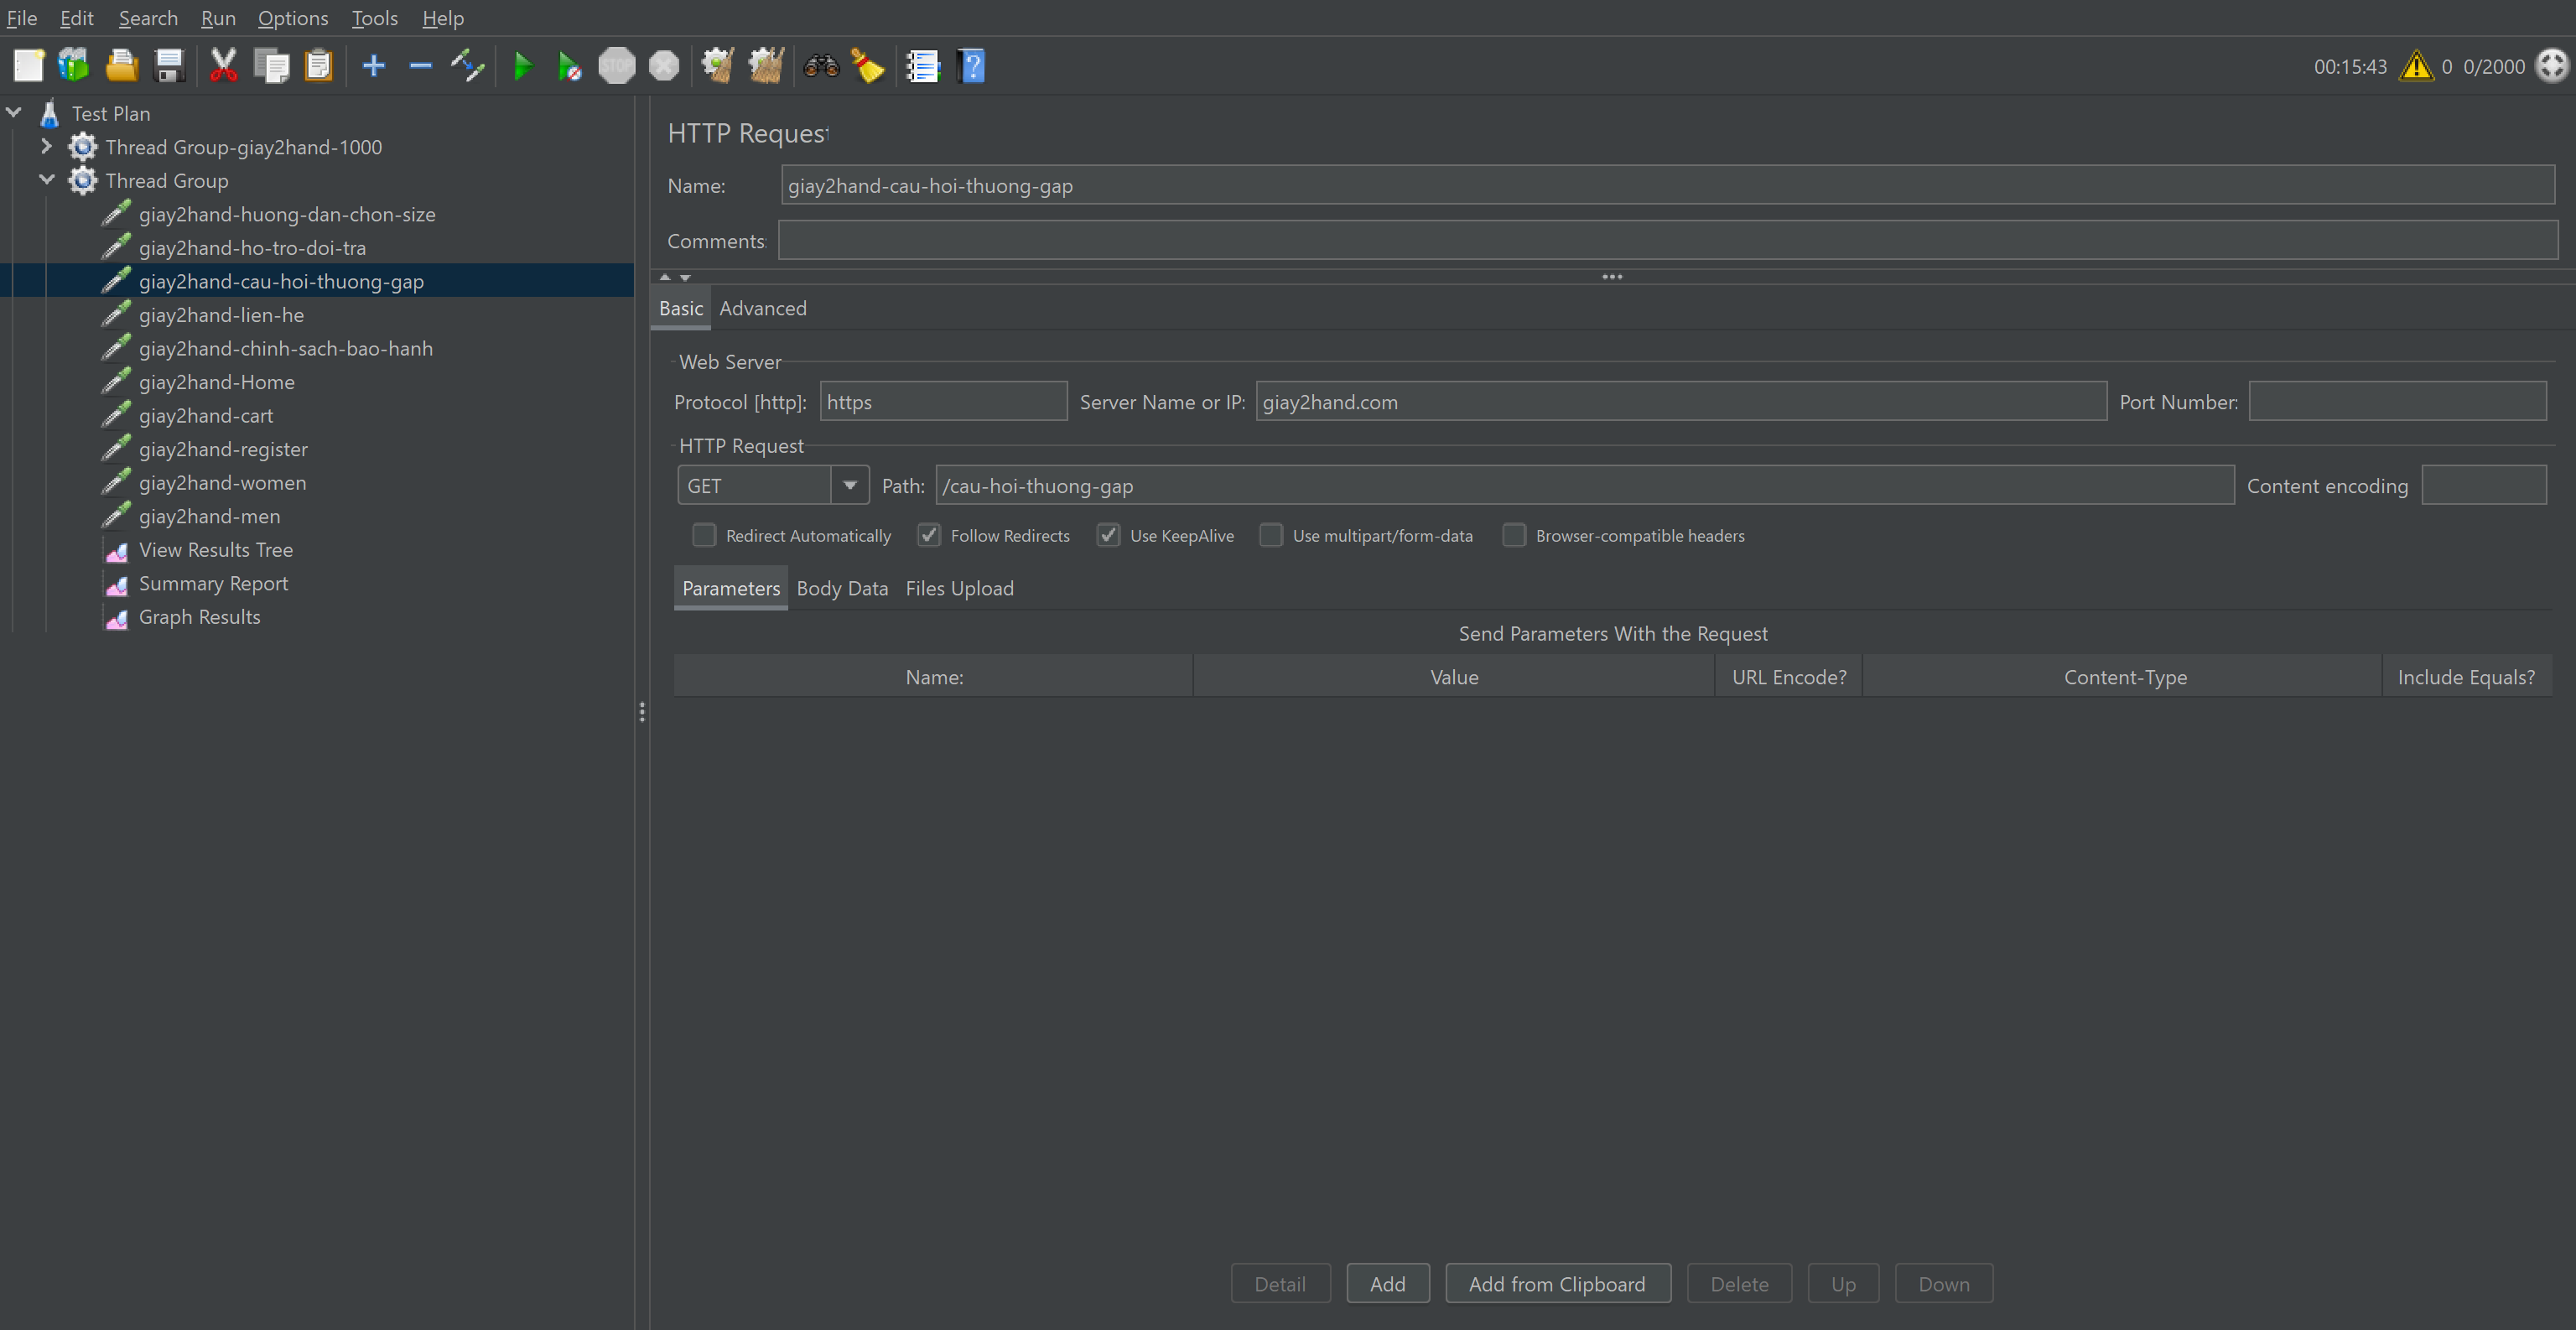 File Edit Search Run Options Tools Help
STOP
00:15:43 0 0/2000
Test Plan
Thread Group-giay2hand-1000
Thread Group
giay2hand-huong-dan-chon-size
giay2hand-ho-tro-doi-tra
giay2hand-cau-hoi-thuong-gap
giay2hand-lien-he
giay2hand-chinh-sach-bao-hanh
giay2hand-Home
giay2hand-cart
giay2hand-register
giay2hand-women
giay2hand-men
View Results Tree
Summary Report
Graph Results
HTTP Request
Name: giay2hand-cau-hoi-thuong-gap
Comments:
Basic Advanced
Web Server
Protocol [http]: https Server Name or IP: giay2hand.com Port Number:
HTTP Request
GET Path: /cau-hoi-thuong-gap Content encoding
Redirect Automatically Follow Redirects Use KeepAlive Use multipart/form-data Browser-compatible headers
Parameters Body Data Files Upload
Send Parameters With the Request
Name: Value URL Encode? Content-Type Include Equals?
Detail Add Add from Clipboard Delete Up Down